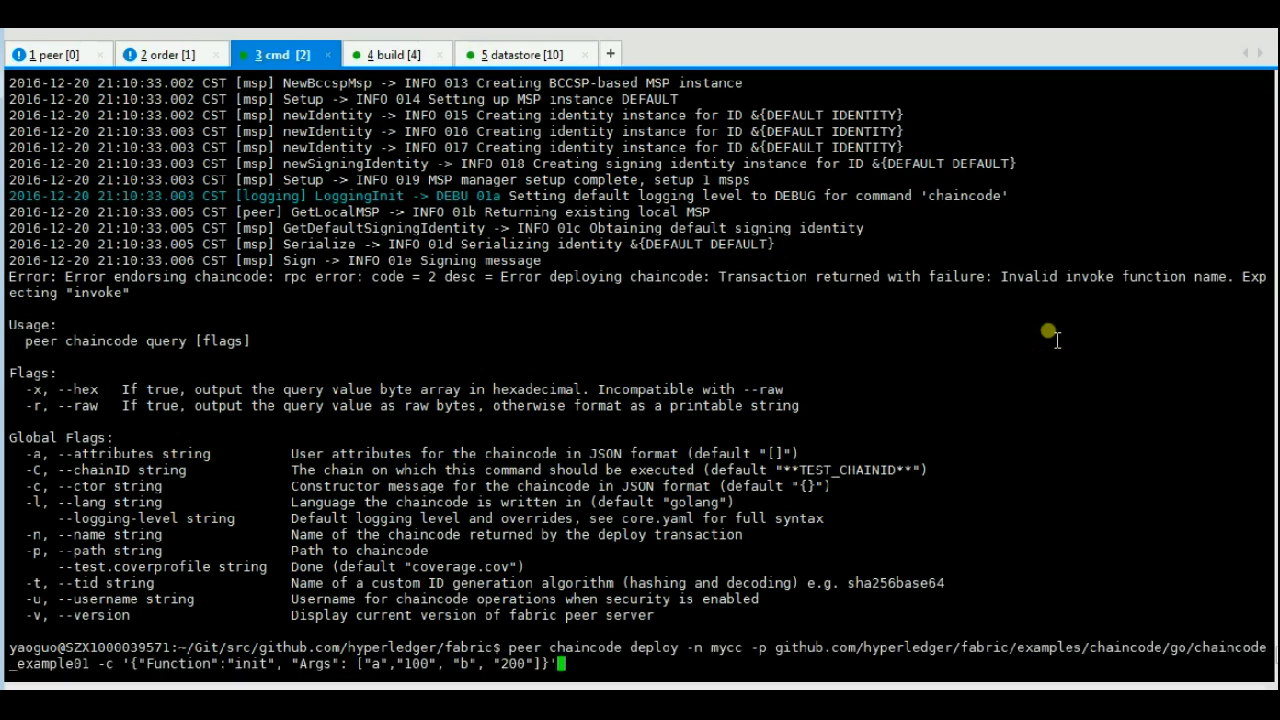 1 peer [0]
2 order [1]
3 cmd [2]
4 build [4]
5 datastore [10]
+
2016-12-20 21:10:33.002 CST [msp] NewBccspMsp -> INFO 013 Creating BCCSP-based MSP instance
2016-12-20 21:10:33.002 CST [msp] Setup -> INFO 014 Setting up MSP instance DEFAULT
2016-12-20 21:10:33.002 CST [msp] newIdentity -> INFO 015 Creating identity instance for ID &{DEFAULT IDENTITY}
2016-12-20 21:10:33.003 CST [msp] newIdentity -> INFO 016 Creating identity instance for ID &{DEFAULT IDENTITY}
2016-12-20 21:10:33.003 CST [msp] newIdentity -> INFO 017 Creating identity instance for ID &{DEFAULT IDENTITY}
2016-12-20 21:10:33.003 CST [msp] newSigningIdentity -> INFO 018 Creating signing identity instance for ID &{DEFAULT DEFAULT}
2016-12-20 21:10:33.003 CST [msp] Setup -> INFO 019 MSP manager setup complete, setup 1 msps
2016-12-20 21:10:33.003 CST [logging] LoggingInit -> DEBU 01a Setting default logging level to DEBUG for command 'chaincode'
2016-12-20 21:10:33.005 CST [peer] GetLocalMSP -> INFO 01b Returning existing local MSP
2016-12-20 21:10:33.005 CST [msp] GetDefaultSigningIdentity -> INFO 01c Obtaining default signing identity
2016-12-20 21:10:33.005 CST [msp] Serialize -> INFO 01d Serializing identity &{DEFAULT DEFAULT}
2016-12-20 21:10:33.006 CST [msp] Sign -> INFO 01e Signing message
Error: Error endorsing chaincode: rpc error: code = 2 desc = Error deploying chaincode: Transaction returned with failure: Invalid invoke function name. Exp
ecting "invoke"
Usage:
peer chaincode query [flags]
Flags:
-x, --hex If true, output the query value byte array in hexadecimal. Incompatible with --raw
-r, --raw If true, output the query value as raw bytes, otherwise format as a printable string
Global Flags:
-a, --attributes string User attributes for the chaincode in JSON format (default "[]")
-C, --chainID string The chain on which this command should be executed (default "**TEST_CHAINID**")
-c, --ctor string Constructor message for the chaincode in JSON format (default "{}")
-l, --lang string Language the chaincode is written in (default "golang")
--logging-level string Default logging level and overrides, see core.yaml for full syntax
-n, --name string Name of the chaincode returned by the deploy transaction
-p, --path string Path to chaincode
--test.coverprofile string Done (default "coverage.cov")
-t, --tid string Name of a custom ID generation algorithm (hashing and decoding) e.g. sha256base64
-u, --username string Username for chaincode operations when security is enabled
-v, --version Display current version of fabric peer server
yaoguo@SZX1000039571:~/Git/src/github.com/hyperledger/fabric$ peer chaincode deploy -n mycc -p github.com/hyperledger/fabric/examples/chaincode/go/chaincode
_example01 -c '{"Function":"init", "Args": ["a","100", "b", "200"]}'